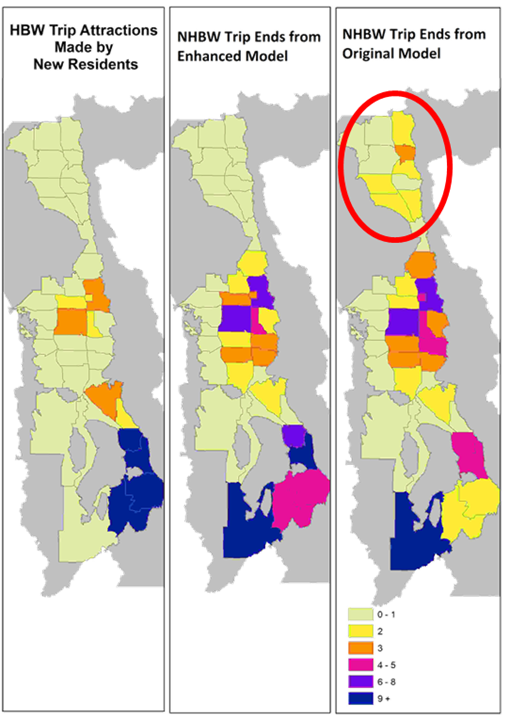 HBW Trip Attractions
Made by
New Residents
NHBW Trip Ends from
Enhanced Model
NHBW Trip Ends from
Original Model
0 - 1
2
3
4 - 5
6 - 8
9 +